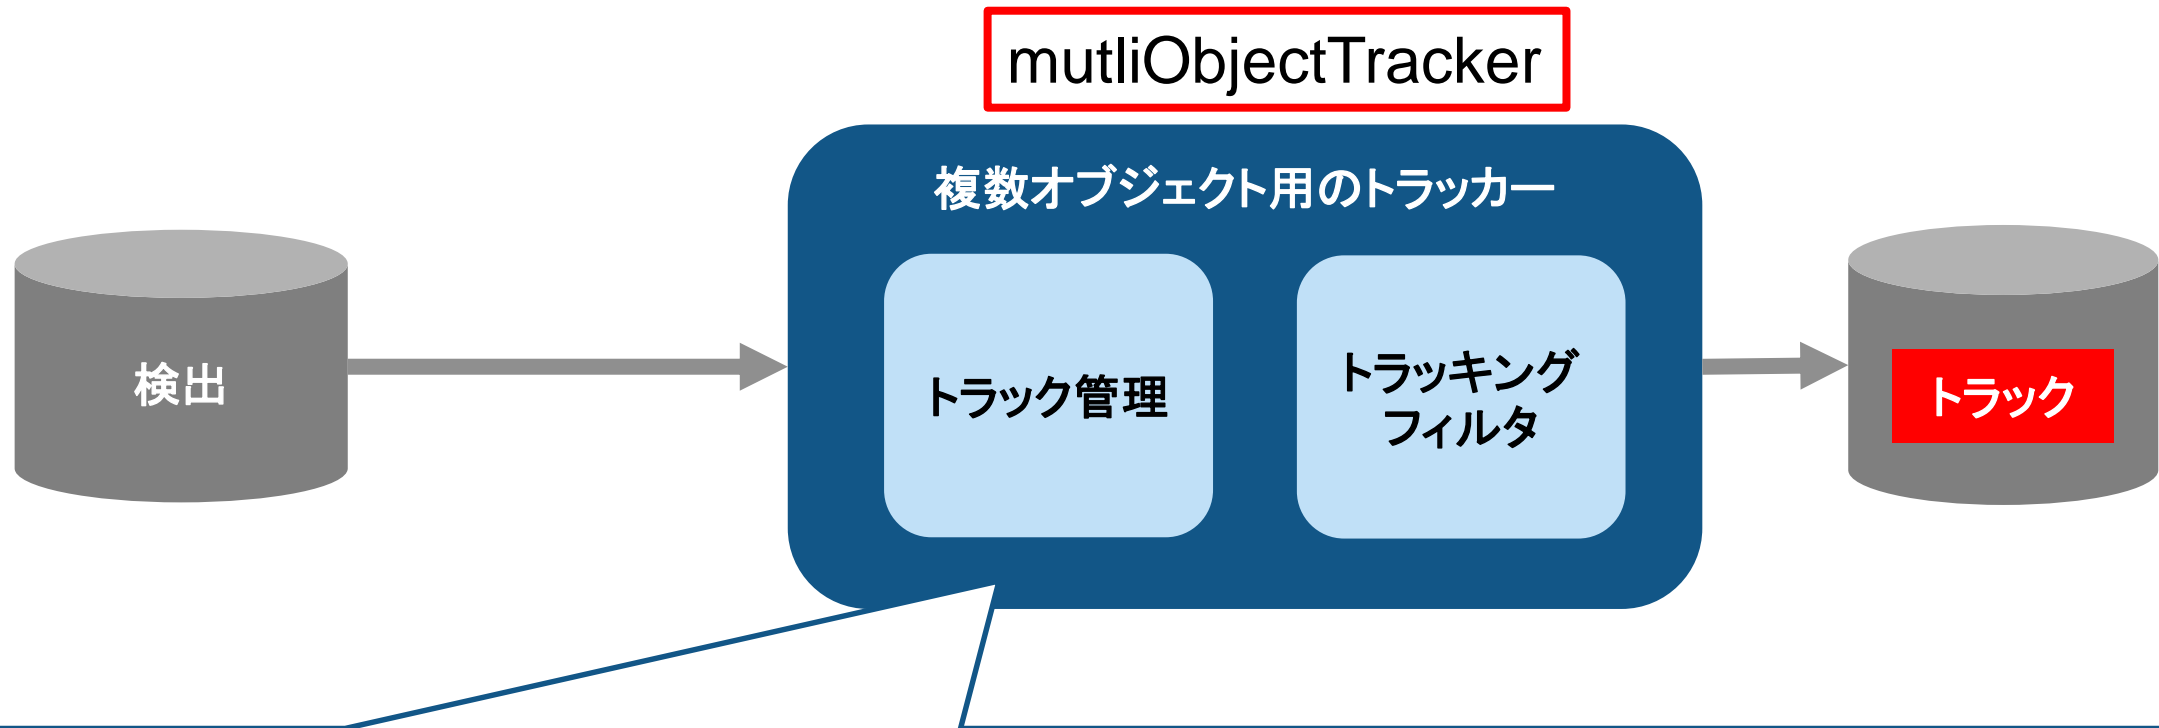 mutliObjectTracker
複数オブジェクト用のトラッカー
検出
トラック管理
トラッキング
フィルタ
トラック